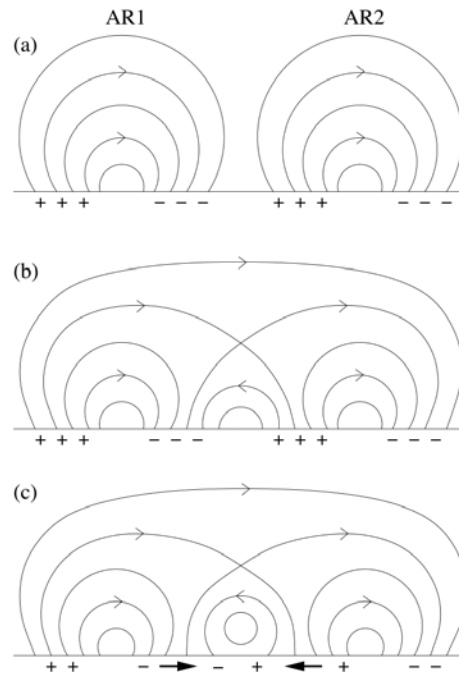 AR1 AR2
(a)
+ + + − − − + + + − − −
(b)
+ + + − − − + + + − − −
(c)
+ + − − + + − −